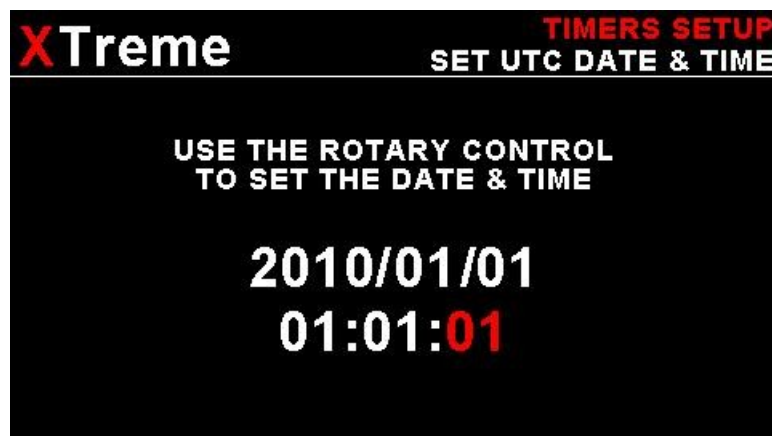 XTreme
TIMERS SETUP
SET UTC DATE & TIME
USE THE ROTARY CONTROL
TO SET THE DATE & TIME
2010/01/01
01:01:01